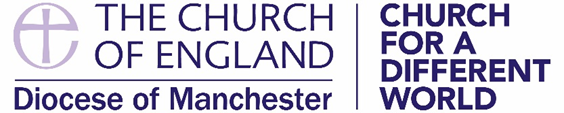 THE CHURCH
OF ENGLAND
Diocese of Manchester
CHURCH
FOR A
DIFFERENT
WORLD